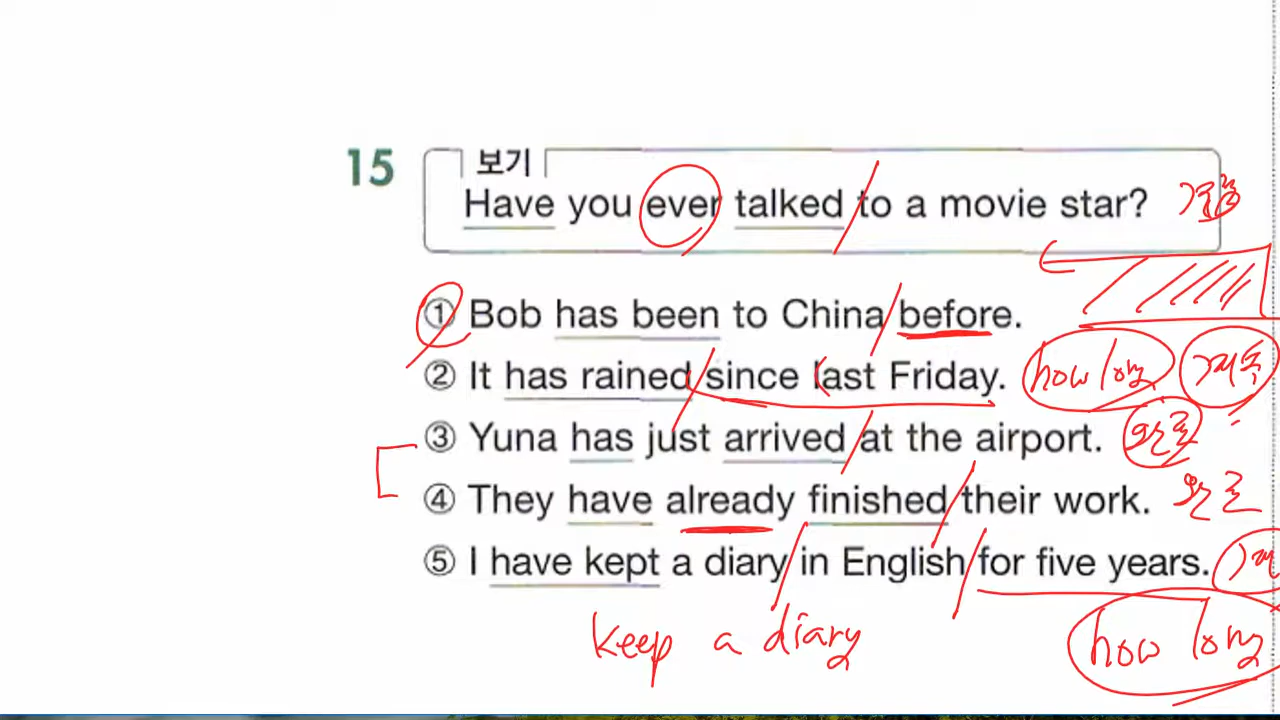 15
보기
Have you ever talked to a movie star? 경험
① Bob has been to China before.
② It has rained since last Friday. how long 계속
③ Yuna has just arrived at the airport. 완료
④ They have already finished their work. 완료
⑤ I have kept a diary in English for five years.
keep a diary
how long